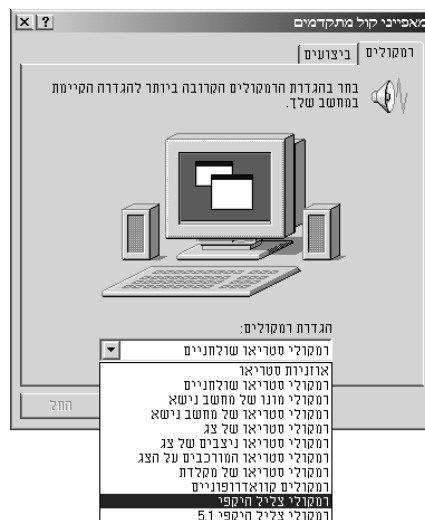 מאפייני קול מתקדמים
רמקולים
ביצועים
בחר בהגדרת הרמקולים הקרובה ביותר להגדרה הקיימת
במחשב שלך.
הגדרת רמקולים:
רמקולי סטריאו שולחניים
אוזניות סטריאו
רמקולי סטריאו שולחניים
רמקולי מונו של מחשב נישא
רמקולי סטריאו של מחשב נישא
רמקולי סטריאו של צג
רמקולי סטריאו ניצבים של צג
רמקולי סטריאו המורכבים על הצג
רמקולי סטריאו של מקלדת
רמקולים קוואדרופוניים
רמקולי צליל היקפי
רמקולי צליל היקפי 5.1
החל